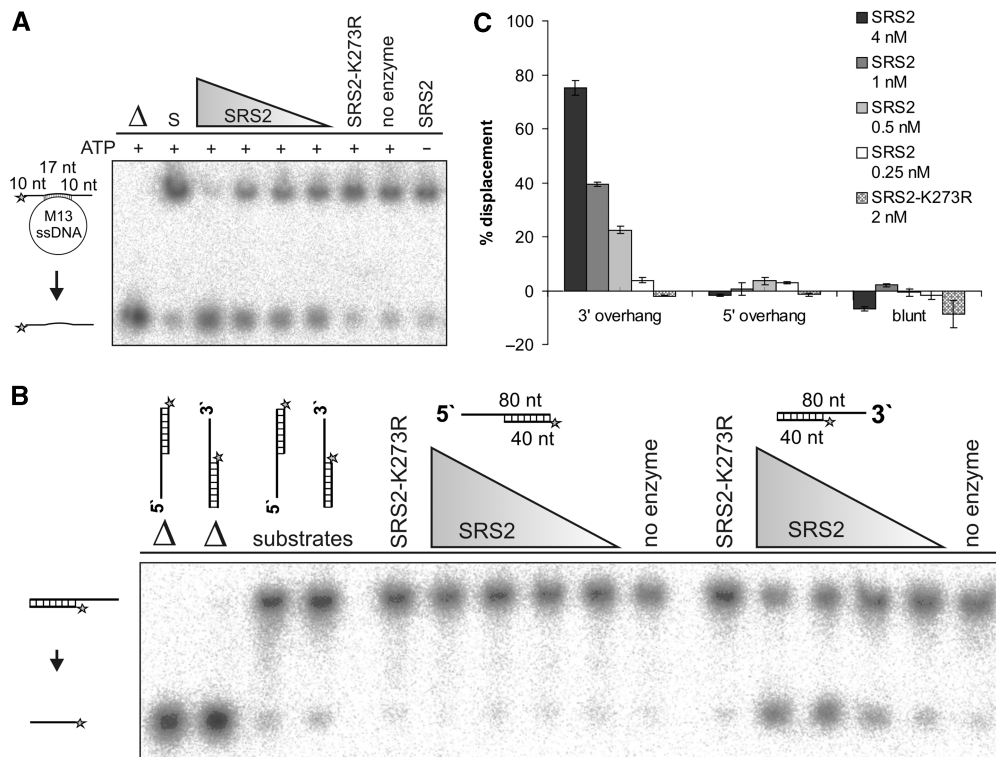 A
Δ
S
SRS2
SRS2-K273R
no enzyme
SRS2
ATP + + + + + + + + −
17 nt
10 nt 10 nt
M13
ssDNA
C
% displacement
100
80
60
40
20
0
−20
3' overhang
5' overhang
blunt
SRS2
4 nM
SRS2
1 nM
SRS2
0.5 nM
SRS2
0.25 nM
SRS2-K273R
2 nM
B
5`
3`
5`
3`
Δ
Δ
substrates
SRS2-K273R
5`
80 nt
40 nt
SRS2
no enzyme
SRS2-K273R
80 nt
40 nt
3`
SRS2
no enzyme